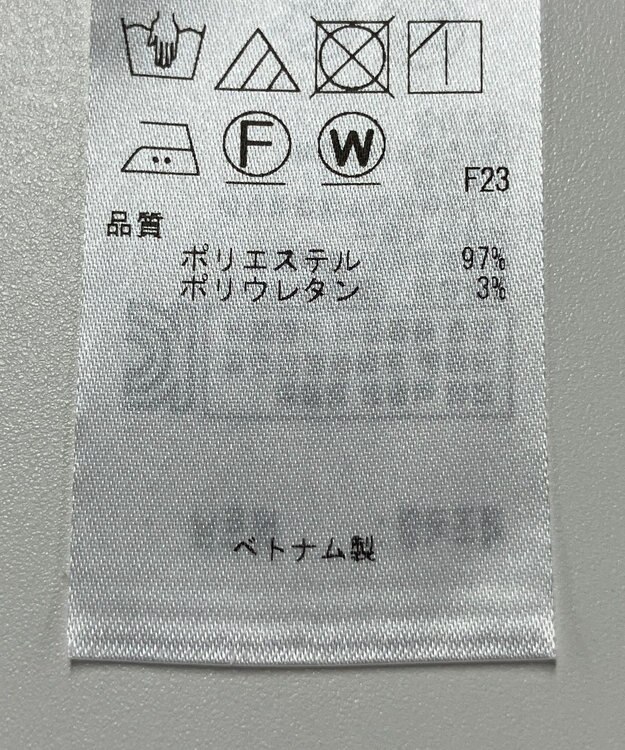 F W
F23
品質
ポリエステル 97%
ポリウレタン 3%
ベトナム製